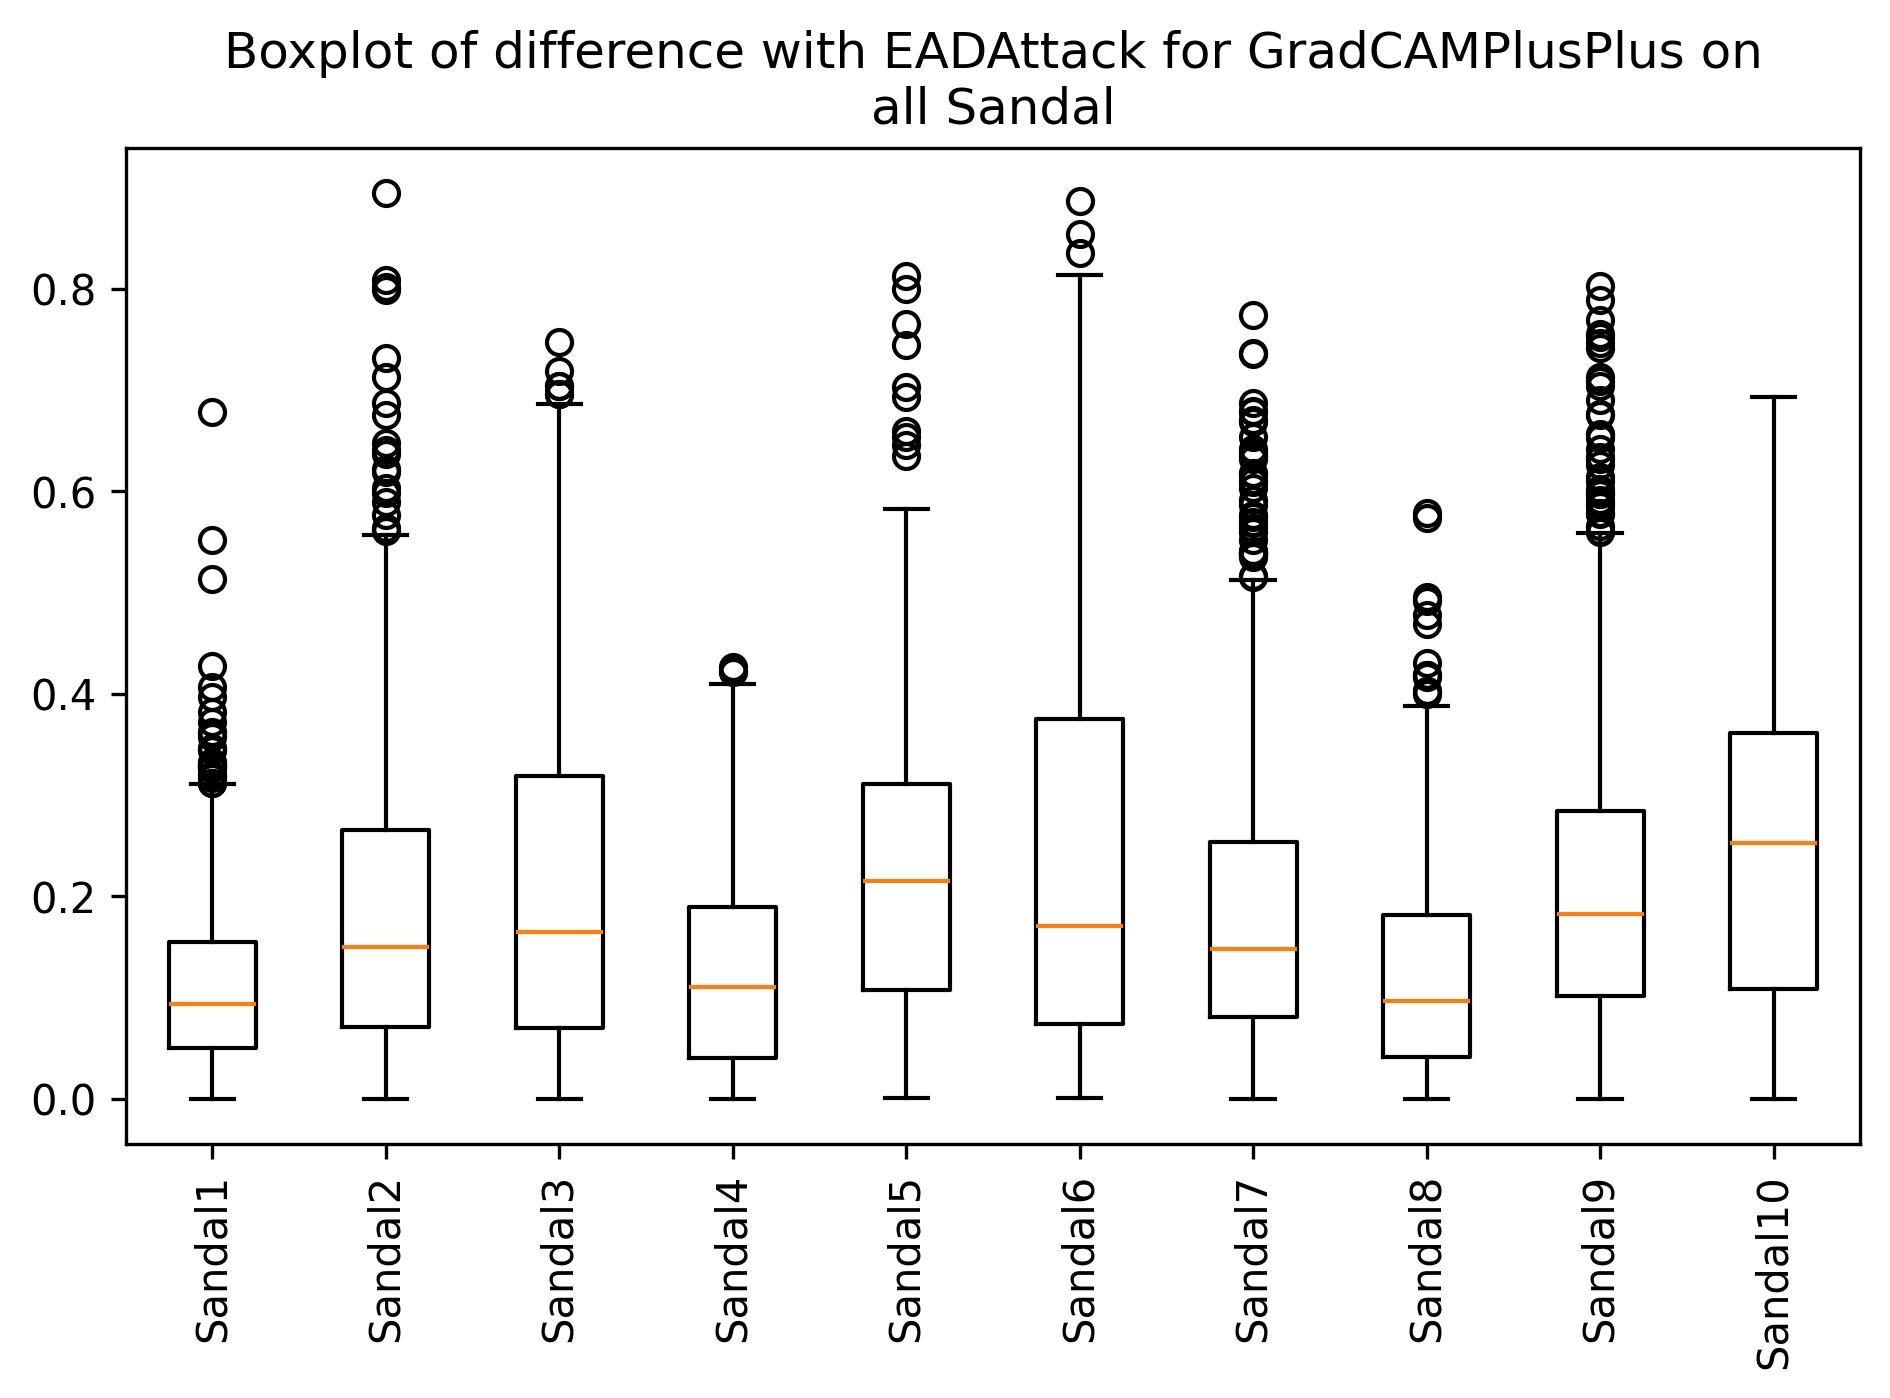 Boxplot of difference with EADAttack for GradCAMPlusPlus on
all Sandal
0.8
0.6
0.4
0.2
0.0
Sandal1
Sandal2
Sandal3
Sandal4
Sandal5
Sandal6
Sandal7
Sandal8
Sandal9
Sandal10